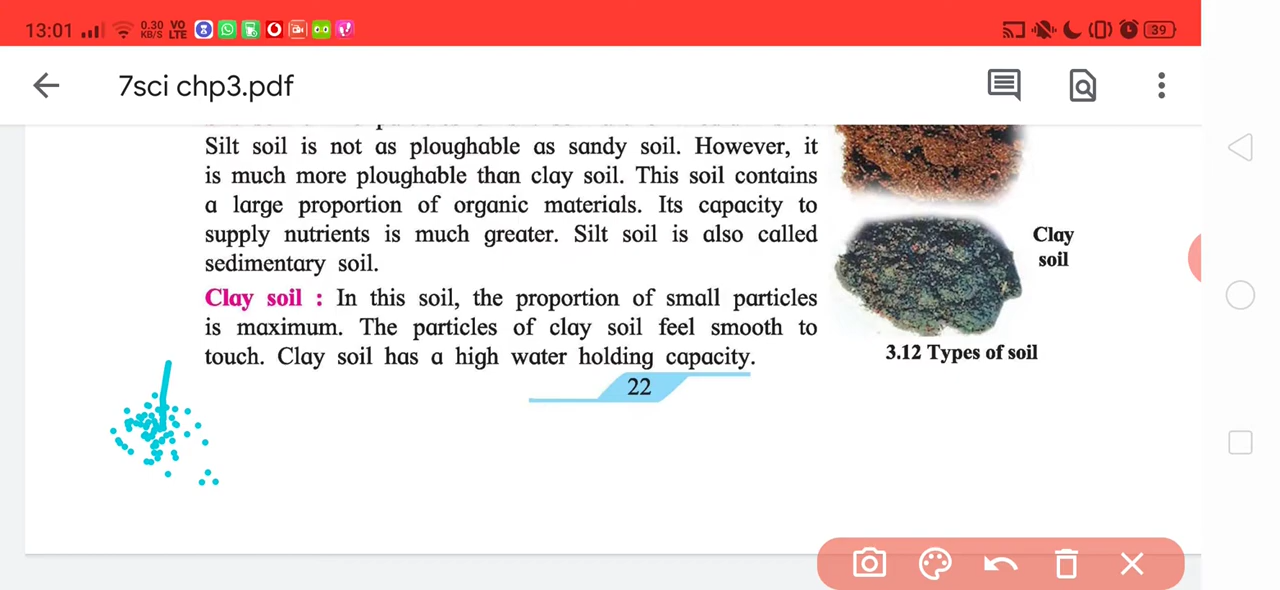 13:01 0.30 KB/S VO LTE 39
7sci chp3.pdf
Silt soil is not as ploughable as sandy soil. However, it
is much more ploughable than clay soil. This soil contains
a large proportion of organic materials. Its capacity to
supply nutrients is much greater. Silt soil is also called
sedimentary soil.
Clay soil : In this soil, the proportion of small particles
is maximum. The particles of clay soil feel smooth to
touch. Clay soil has a high water holding capacity.
22
Clay
soil
3.12 Types of soil